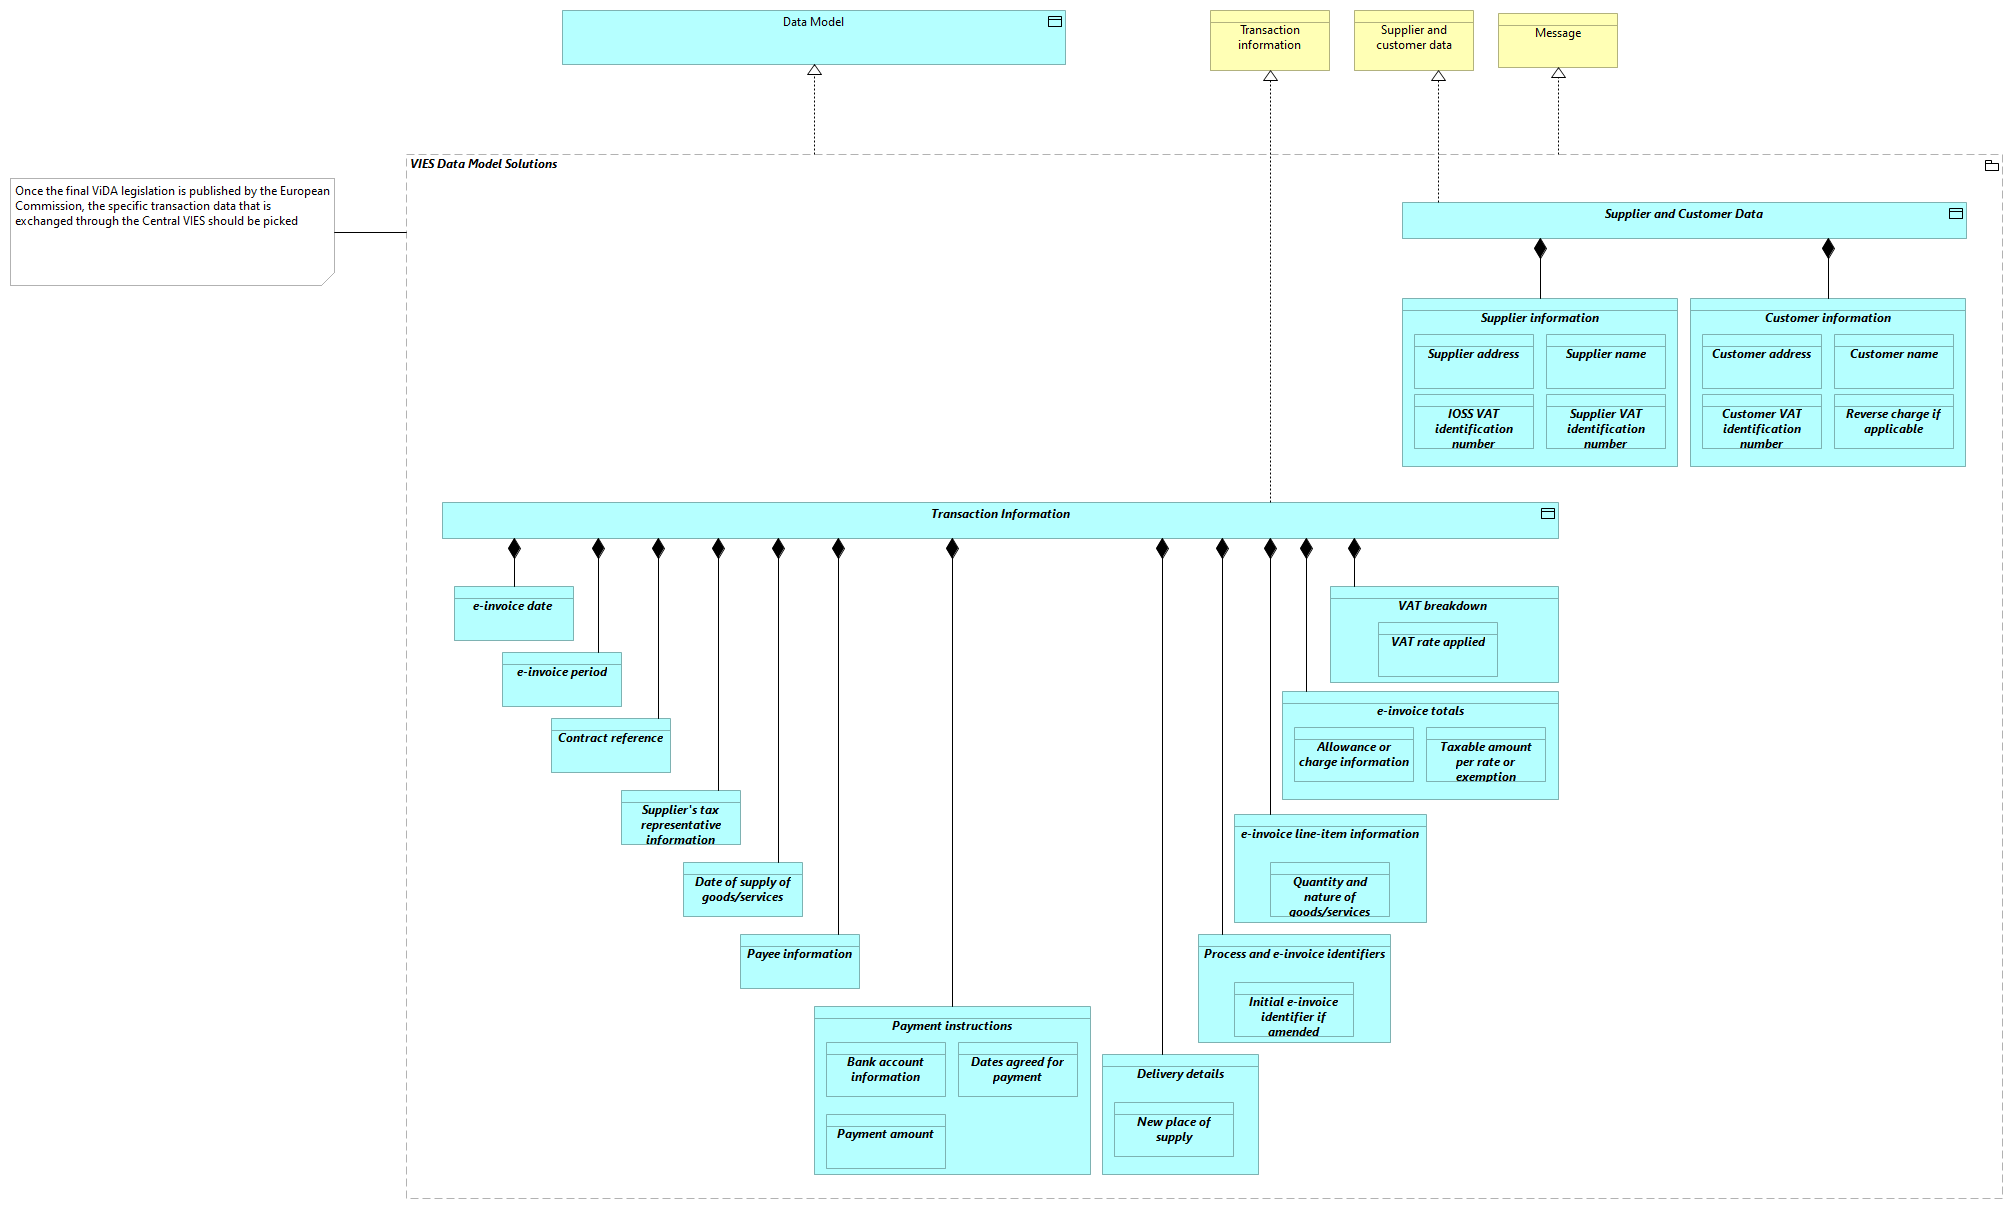 Data Model
Transaction
information
Supplier and
customer data
Message
VIES Data Model Solutions
Once the final ViDA legislation is published by the European
Commission, the specific transaction data that is
exchanged through the Central VIES should be picked
Supplier and Customer Data
Supplier information
Supplier address
Supplier name
IOSS VAT
identification
number
Supplier VAT
identification
number
Customer information
Customer address
Customer name
Customer VAT
identification
number
Reverse charge if
applicable
Transaction Information
e-invoice date
e-invoice period
Contract reference
Supplier's tax
representative
information
Date of supply of
goods/services
Payee information
Payment instructions
Bank account
information
Dates agreed for
payment
Payment amount
VAT breakdown
VAT rate applied
e-invoice totals
Allowance or
charge information
Taxable amount
per rate or
exemption
e-invoice line-item information
Quantity and
nature of
goods/services
Process and e-invoice identifiers
Initial e-invoice
identifier if
amended
Delivery details
New place of
supply